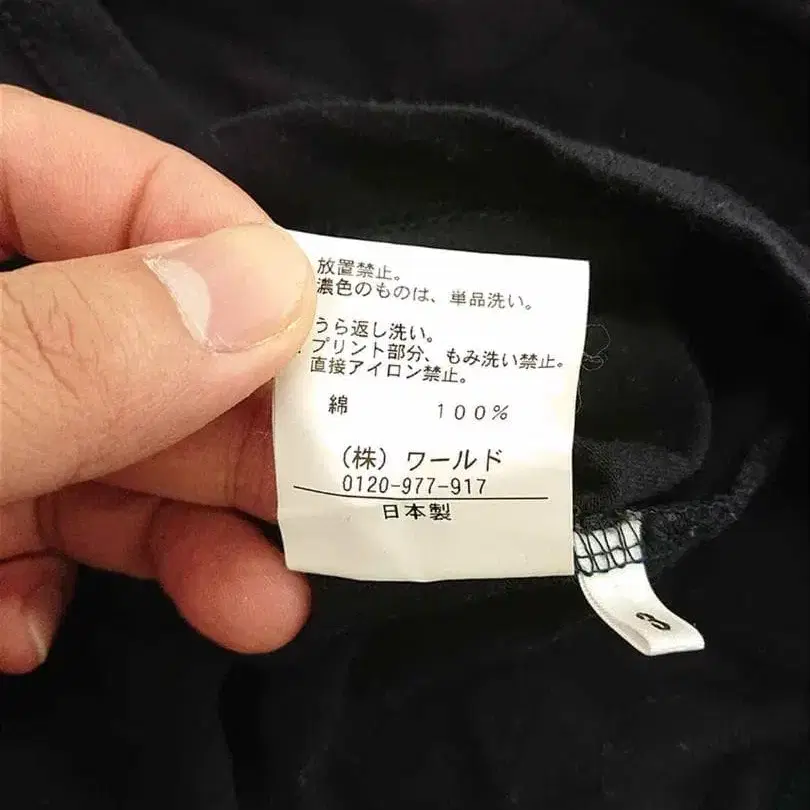 放置禁止。
濃色のものは、単品洗い。
うら返し洗い。
プリント部分、もみ洗い禁止。
直接アイロン禁止。
綿 100%
(株) ワールド
0120-977-917
日本製
3